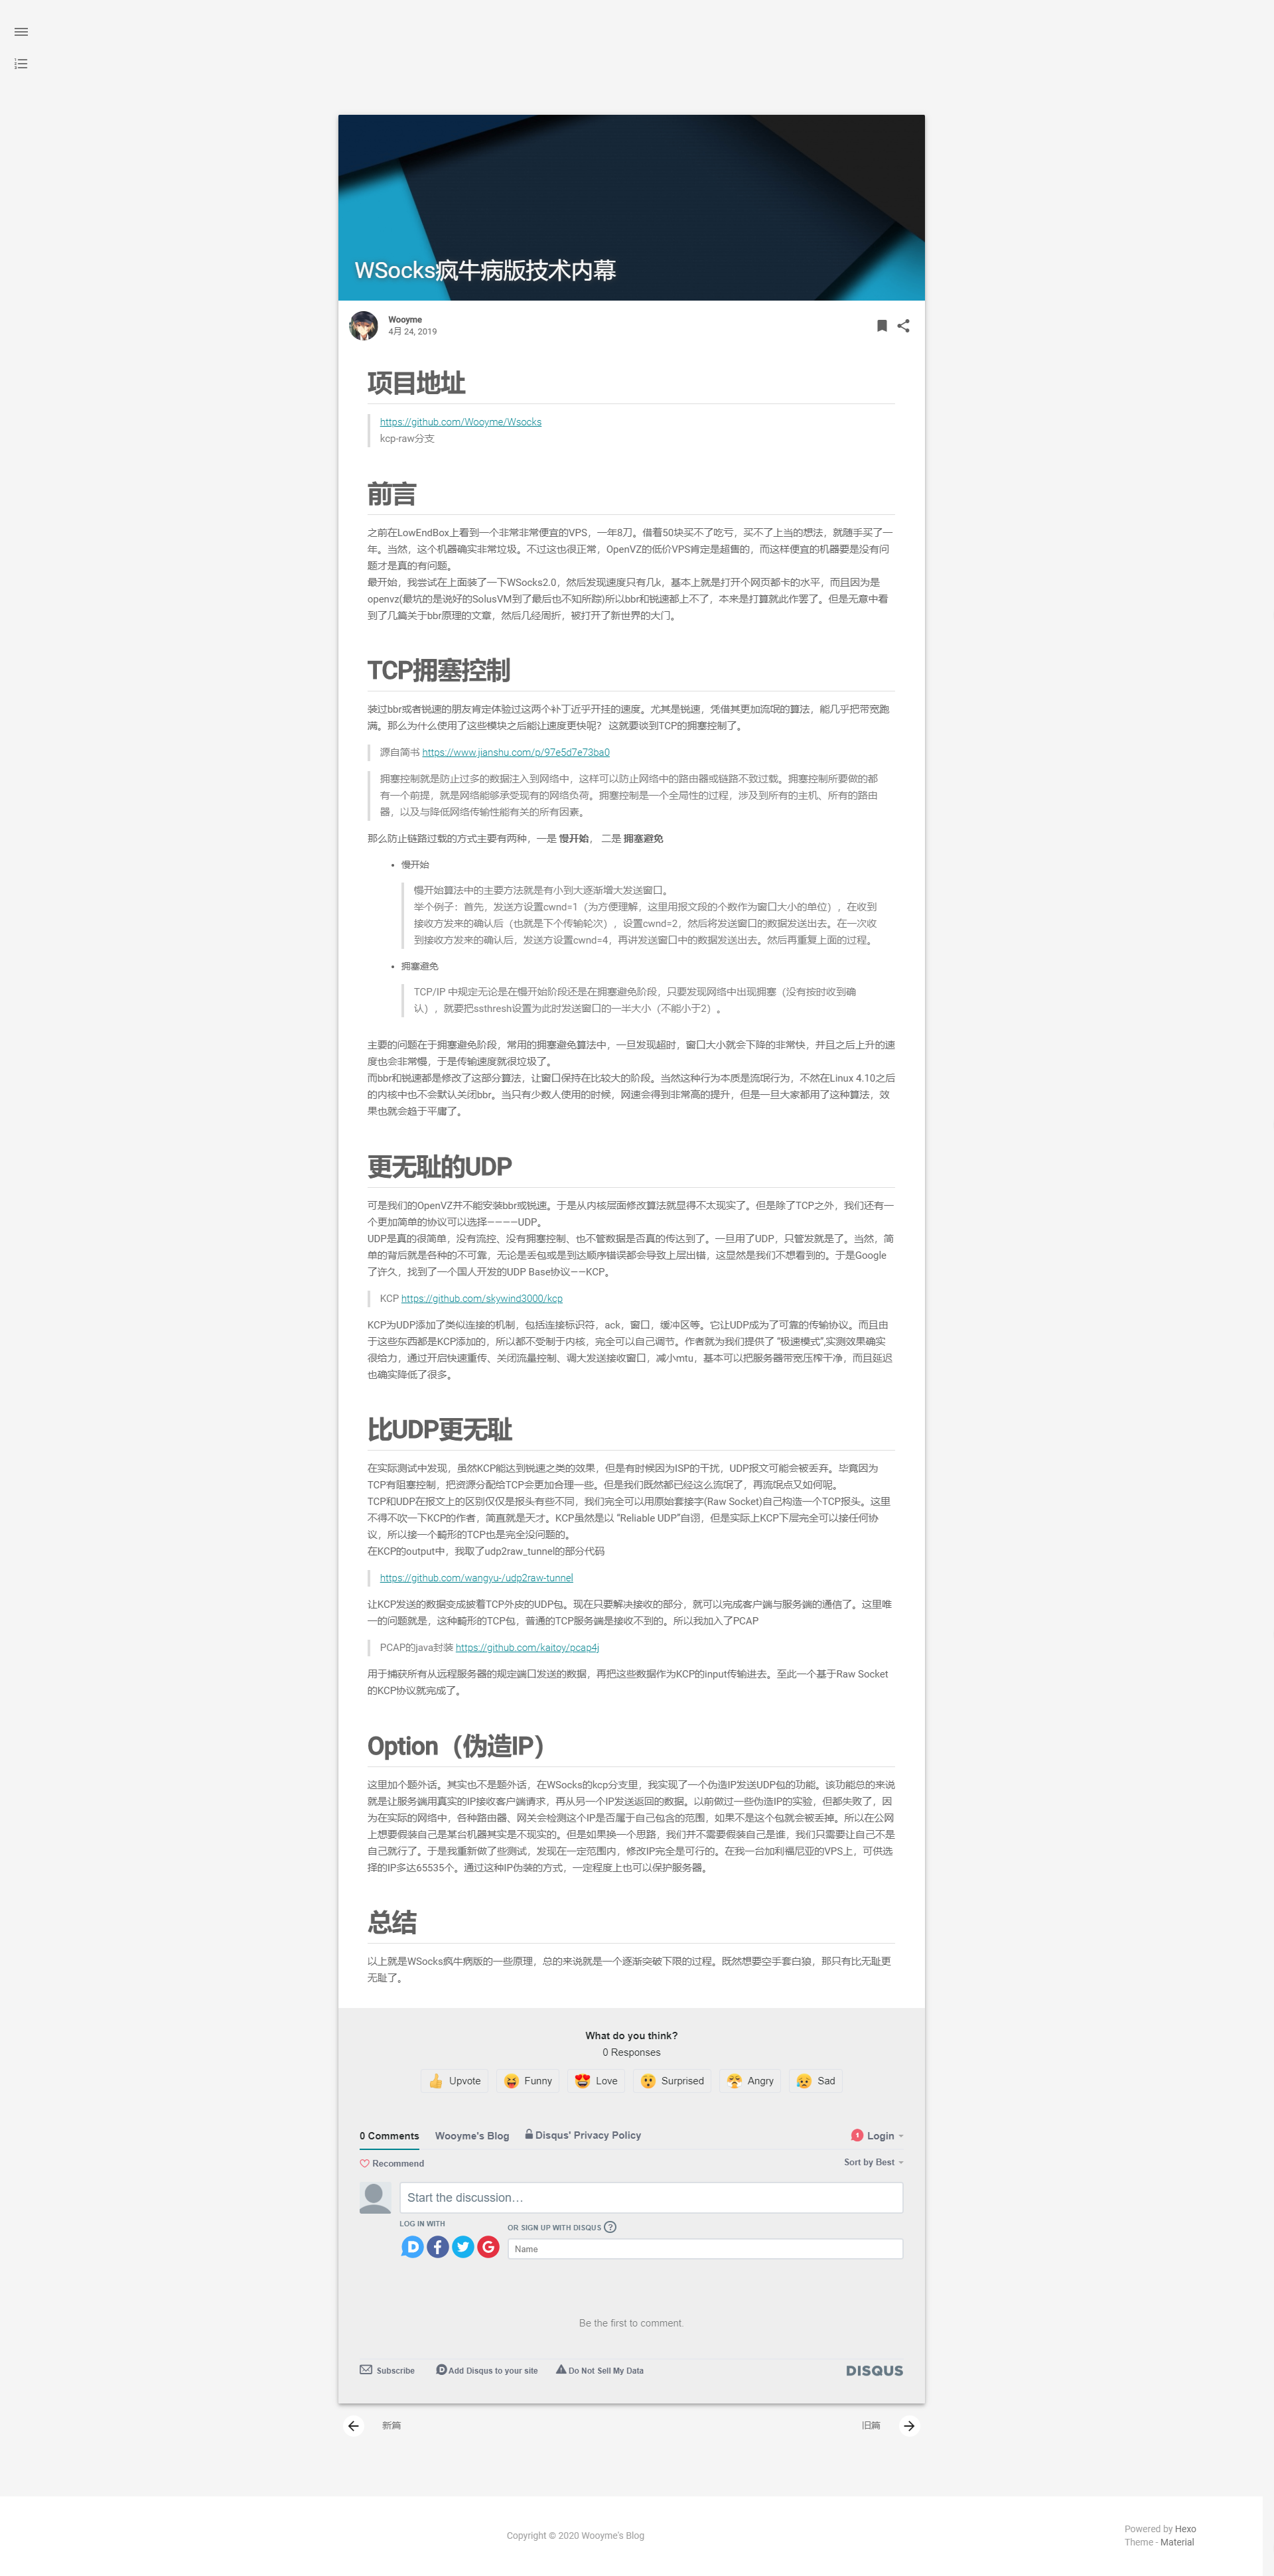 WSocks疯牛病版技术内幕
Wooyme
4月 24, 2019
项目地址
https://github.com/Wooyme/Wsocks
kcp-raw分支
前言
之前在LowEndBox上看到一个非常非常便宜的VPS，一年8刀。借着50块买不了吃亏，买不了上当的想法，就随手买了一
年。当然，这个机器确实非常垃圾。不过这也很正常，OpenVZ的低价VPS肯定是超售的，而这样便宜的机器要是没有问
题才是真的有问题。
最开始，我尝试在上面装了一下WSocks2.0，然后发现速度只有几k，基本上就是打开个网页都卡的水平，而且因为是
openvz(最坑的是说好的SolusVM到了最后也不知所踪)所以bbr和锐速都上不了，本来是打算就此作罢了。但是无意中看
到了几篇关于bbr原理的文章，然后几经周折，被打开了新世界的大门。
TCP拥塞控制
装过bbr或者锐速的朋友肯定体验过这两个补丁近乎开挂的速度。尤其是锐速，凭借其更加流氓的算法，能几乎把带宽跑
满。那么为什么使用了这些模块之后能让速度更快呢？ 这就要谈到TCP的拥塞控制了。
源自简书 https://www.jianshu.com/p/97e5d7e73ba0
拥塞控制就是防止过多的数据注入到网络中，这样可以防止网络中的路由器或链路不致过载。拥塞控制所要做的都
有一个前提，就是网络能够承受现有的网络负荷。拥塞控制是一个全局性的过程，涉及到所有的主机、所有的路由
器，以及与降低网络传输性能有关的所有因素。
那么防止链路过载的方式主要有两种，一是 慢开始， 二是 拥塞避免
• 慢开始
慢开始算法中的主要方法就是有小到大逐渐增大发送窗口。
举个例子：首先，发送方设置cwnd=1（为方便理解，这里用报文段的个数作为窗口大小的单位），在收到
接收方发来的确认后（也就是下个传输轮次），设置cwnd=2，然后将发送窗口的数据发送出去。在一次收
到接收方发来的确认后，发送方设置cwnd=4，再讲发送窗口中的数据发送出去。然后再重复上面的过程。
• 拥塞避免
TCP/IP 中规定无论是在慢开始阶段还是在拥塞避免阶段，只要发现网络中出现拥塞（没有按时收到确
认），就要把ssthresh设置为此时发送窗口的一半大小（不能小于2）。
主要的问题在于拥塞避免阶段，常用的拥塞避免算法中，一旦发现超时，窗口大小就会下降的非常快，并且之后上升的速
度也会非常慢，于是传输速度就很垃圾了。
而bbr和锐速都是修改了这部分算法，让窗口保持在比较大的阶段。当然这种行为本质是流氓行为，不然在Linux 4.10之后
的内核中也不会默认关闭bbr。当只有少数人使用的时候，网速会得到非常高的提升，但是一旦大家都用了这种算法，效
果也就会趋于平庸了。
更无耻的UDP
可是我们的OpenVZ并不能安装bbr或锐速。于是从内核层面修改算法就显得不太现实了。但是除了TCP之外，我们还有一
个更加简单的协议可以选择————UDP。
UDP是真的很简单，没有流控、没有拥塞控制、也不管数据是否真的传达到了。一旦用了UDP，只管发就是了。当然，简
单的背后就是各种的不可靠，无论是丢包或是到达顺序错误都会导致上层出错，这显然是我们不想看到的。于是Google
了许久，找到了一个国人开发的UDP Base协议——KCP。
KCP https://github.com/skywind3000/kcp
KCP为UDP添加了类似连接的机制，包括连接标识符，ack，窗口，缓冲区等。它让UDP成为了可靠的传输协议。而且由
于这些东西都是KCP添加的，所以都不受制于内核，完全可以自己调节。作者就为我们提供了 “极速模式”,实测效果确实
很给力，通过开启快速重传、关闭流量控制、调大发送接收窗口，减小mtu，基本可以把服务器带宽压榨干净，而且延迟
也确实降低了很多。
比UDP更无耻
在实际测试中发现，虽然KCP能达到锐速之类的效果，但是有时候因为ISP的干扰，UDP报文可能会被丢弃。毕竟因为
TCP有阻塞控制，把资源分配给TCP会更加合理一些。但是我们既然都已经这么流氓了，再流氓点又如何呢。
TCP和UDP在报文上的区别仅仅是报头有些不同，我们完全可以用原始套接字(Raw Socket)自己构造一个TCP报头。这里
不得不吹一下KCP的作者，简直就是天才。KCP虽然是以 “Reliable UDP”自诩，但是实际上KCP下层完全可以接任何协
议，所以接一个畸形的TCP也是完全没问题的。
在KCP的output中，我取了udp2raw_tunnel的部分代码
https://github.com/wangyu-/udp2raw-tunnel
让KCP发送的数据变成披着TCP外皮的UDP包。现在只要解决接收的部分，就可以完成客户端与服务端的通信了。这里唯
一的问题就是，这种畸形的TCP包，普通的TCP服务端是接收不到的。所以我加入了PCAP
PCAP的java封装 https://github.com/kaitoy/pcap4j
用于捕获所有从远程服务器的规定端口发送的数据，再把这些数据作为KCP的input传输进去。至此一个基于Raw Socket
的KCP协议就完成了。
Option（伪造IP）
这里加个题外话。其实也不是题外话，在WSocks的kcp分支里，我实现了一个伪造IP发送UDP包的功能。该功能总的来说
就是让服务端用真实的IP接收客户端请求，再从另一个IP发送返回的数据。以前做过一些伪造IP的实验，但都失败了，因
为在实际的网络中，各种路由器、网关会检测这个IP是否属于自己包含的范围，如果不是这个包就会被丢掉。所以在公网
上想要假装自己是某台机器其实是不现实的。但是如果换一个思路，我们并不需要假装自己是谁，我们只需要让自己不是
自己就行了。于是我重新做了些测试，发现在一定范围内，修改IP完全是可行的。在我一台加利福尼亚的VPS上，可供选
择的IP多达65535个。通过这种IP伪装的方式，一定程度上也可以保护服务器。
总结
以上就是WSocks疯牛病版的一些原理，总的来说就是一个逐渐突破下限的过程。既然想要空手套白狼，那只有比无耻更
无耻了。
What do you think?
0 Responses
Upvote Funny Love Surprised Angry Sad
0 Comments Wooyme's Blog Disqus' Privacy Policy 1 Login
Recommend Sort by Best
Start the discussion…
LOG IN WITH
OR SIGN UP WITH DISQUS ?
Name
Be the first to comment.
Subscribe Add Disqus to your site Do Not Sell My Data DISQUS
新篇 旧篇
Copyright © 2020 Wooyme's Blog
Powered by Hexo
Theme - Material